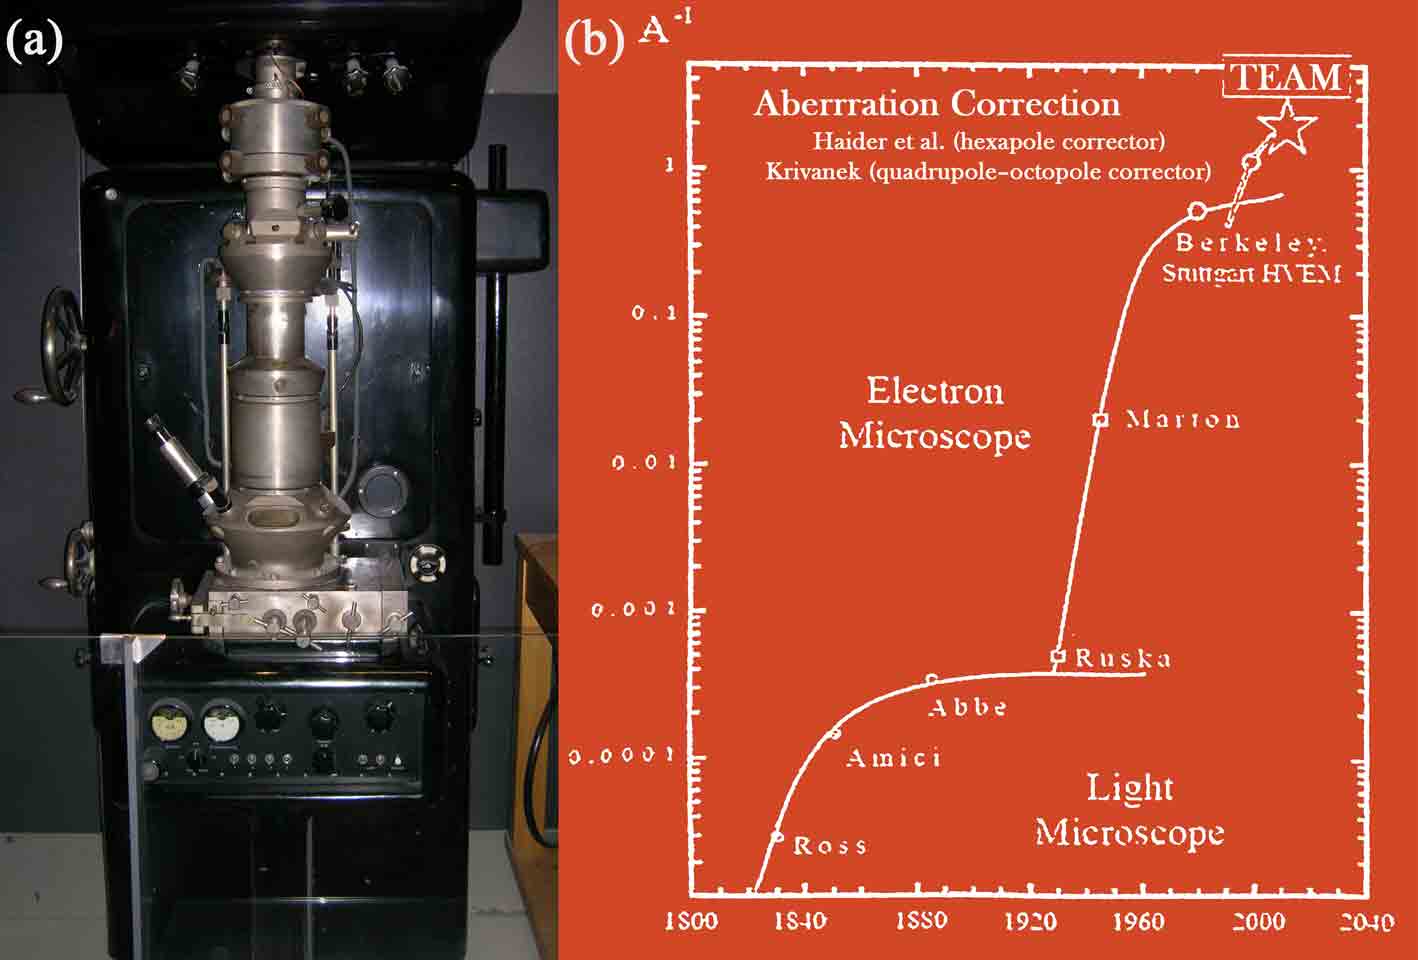 (a)
(b)
A⁻¹
TEAM
Aberrration Correction
Haider et al. (hexapole corrector)
Krivanek (quadrupole-octopole corrector)
1
Berkeley,
Stuttgart HVEM
0.1
Electron
Microscope
Marton
0.01
0.001
Ruska
Abbe
0.0001
Amici
Light
Microscope
Ross
1800 1840 1880 1920 1960 2000 2040